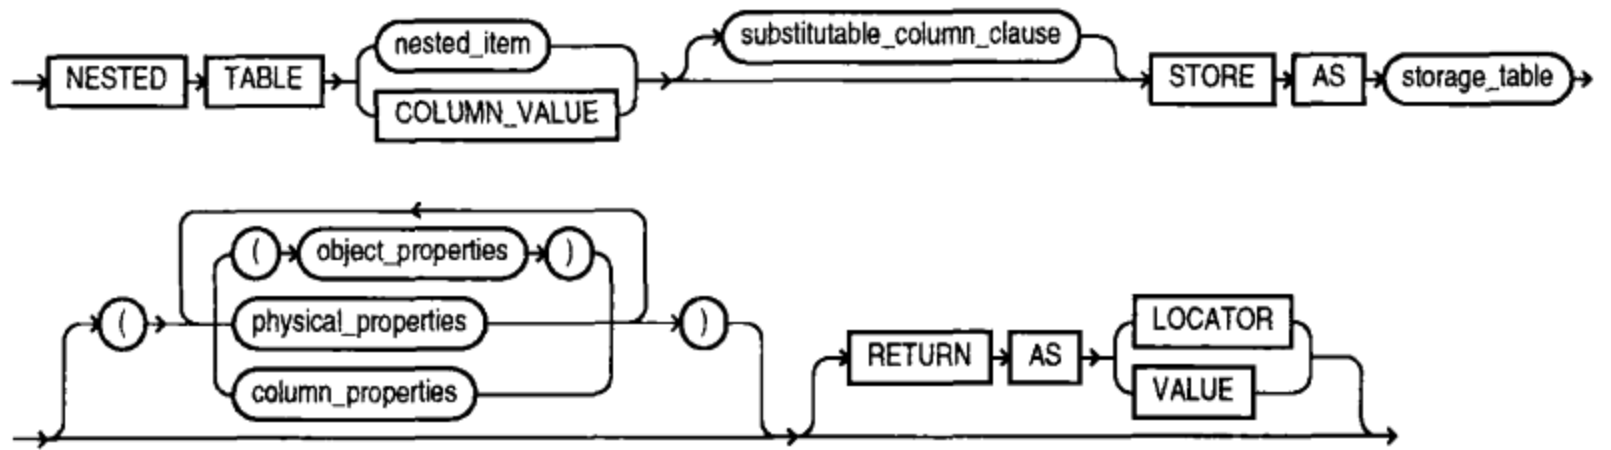 NESTED TABLE nested_item substitutable_column_clause STORE AS storage_table
COLUMN_VALUE
( object_properties )
( physical_properties ) RETURN AS LOCATOR
column_properties VALUE